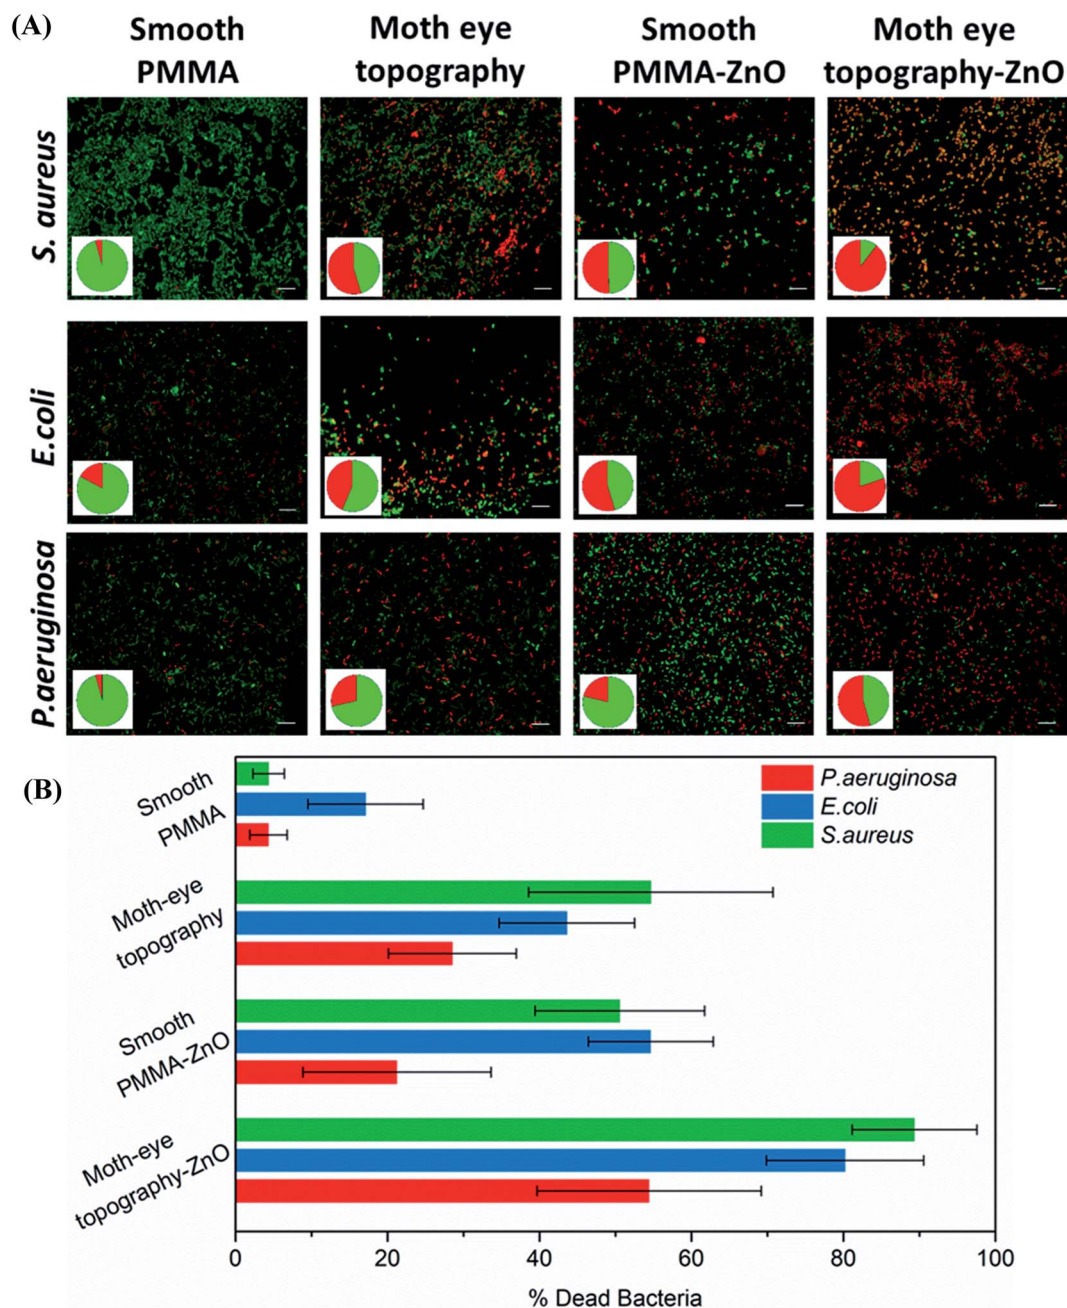 (A)
Smooth
PMMA
Moth eye
topography
Smooth
PMMA-ZnO
Moth eye
topography-ZnO
S. aureus
E.coli
P.aeruginosa
(B)
Smooth
PMMA
Moth-eye
topography
Smooth
PMMA-ZnO
Moth-eye
topography-ZnO
P.aeruginosa
E.coli
S.aureus
0 20 40 60 80 100
% Dead Bacteria